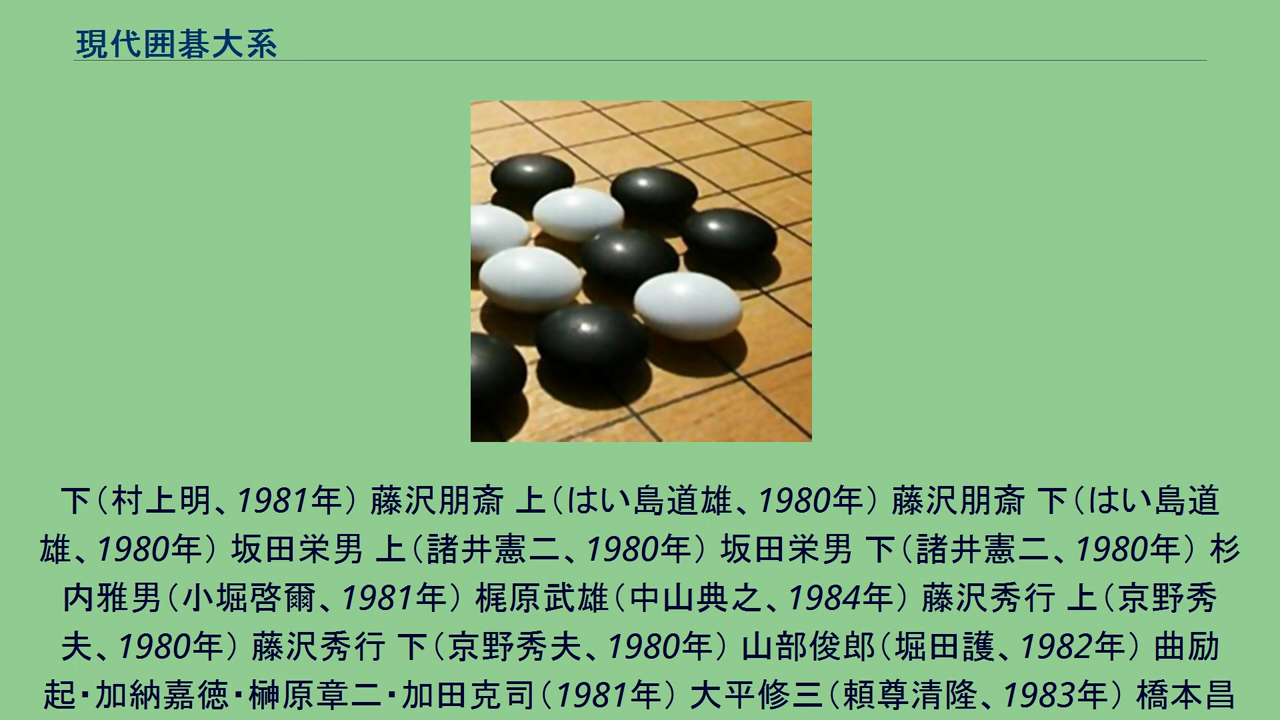 現代囲碁大系
下（村上明、1981年） 藤沢朋斎 上（はい島道雄、1980年） 藤沢朋斎 下（はい島道
雄、1980年） 坂田栄男 上（諸井憲二、1980年） 坂田栄男 下（諸井憲二、1980年） 杉
内雅男（小堀啓爾、1981年） 梶原武雄（中山典之、1984年） 藤沢秀行 上（京野秀
夫、1980年） 藤沢秀行 下（京野秀夫、1980年） 山部俊郎（堀田護、1982年） 曲励
起・加納嘉徳・榊原章二・加田克司（1981年） 大平修三（頼尊清隆、1983年） 橋本昌